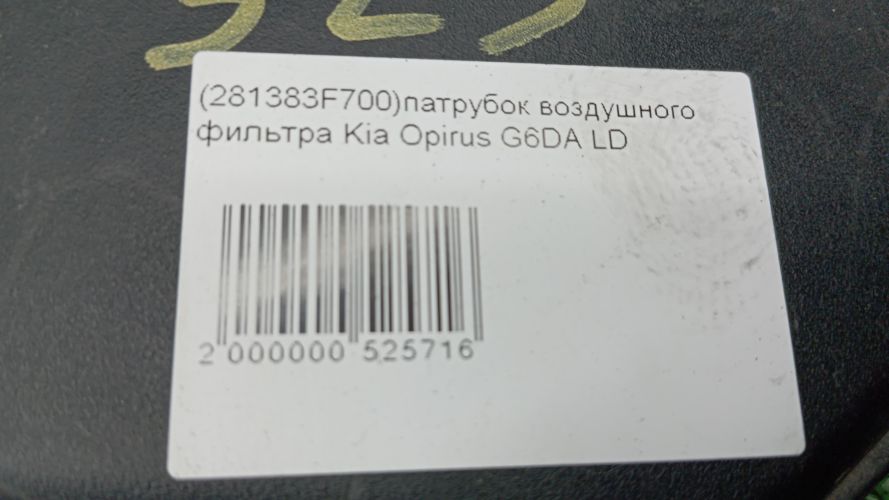 (281383F700)патрубок воздушного
фильтра Kia Opirus G6DA LD
2 000000 525716